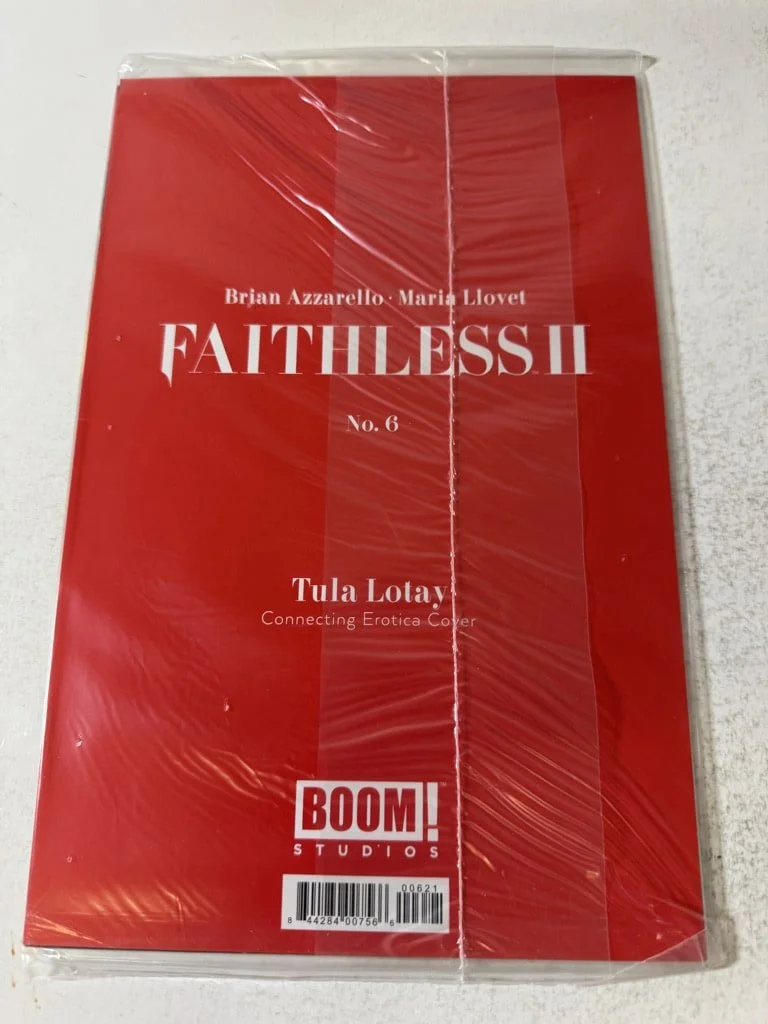 Brian Azzarello · Maria Llovet
FAITHLESS II
No. 6
Tula Lotay
Connecting Erotica Cover
BOOM!™
STUDIOS
00621
8 44284 00756 6